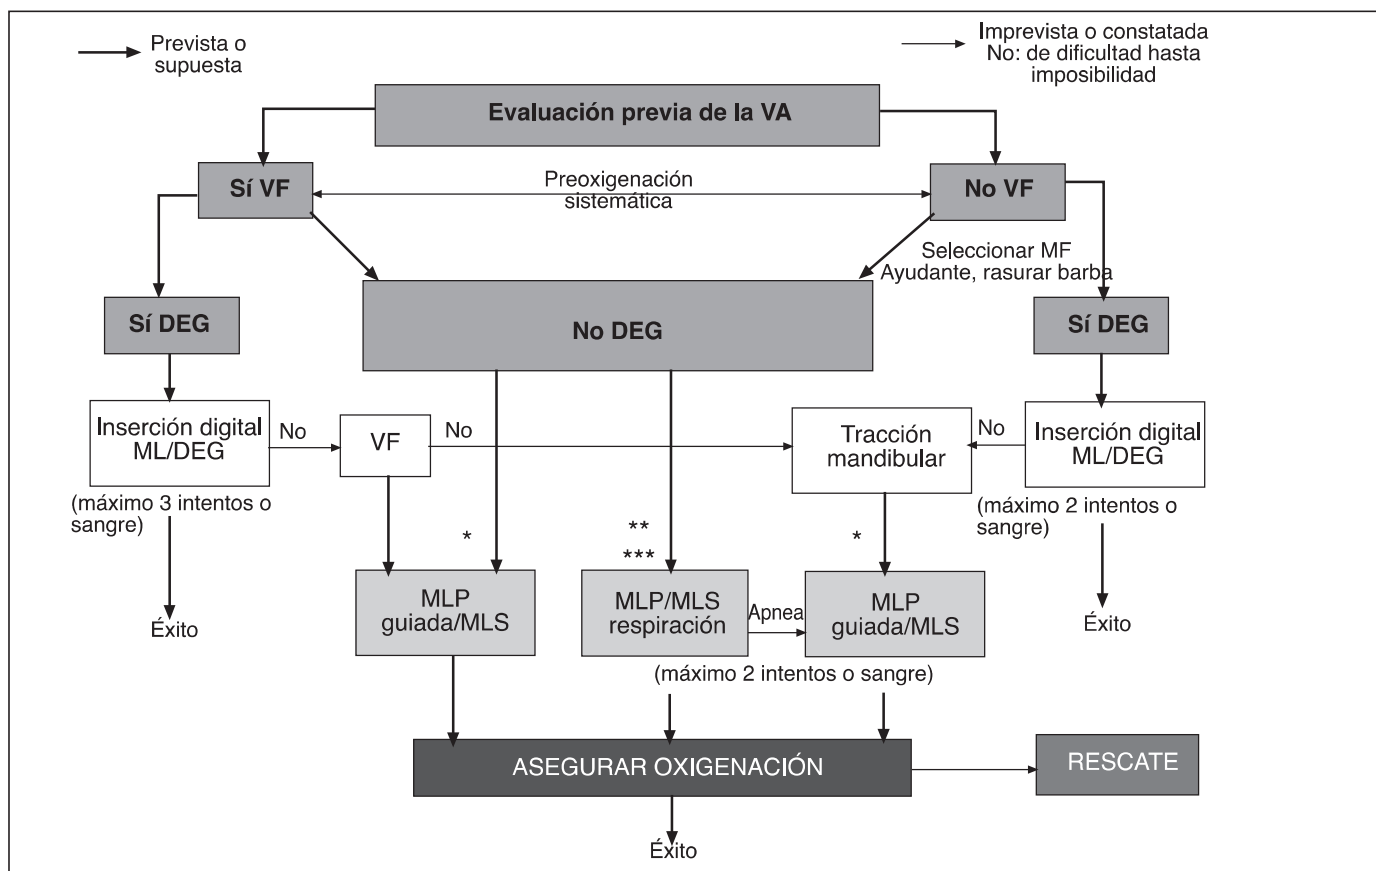 Prevista o
supuesta
Imprevista o constatada
No: de dificultad hasta
imposibilidad
Evaluación previa de la VA
Sí VF
Preoxigenación
sistemática
No VF
Seleccionar MF
Ayudante, rasurar barba
Sí DEG
No DEG
Sí DEG
Inserción digital
ML/DEG
No
VF
No
Tracción
mandibular
No
Inserción digital
ML/DEG
(máximo 3 intentos o
sangre)
(máximo 2 intentos o
sangre)
*
**
***
*
MLP
guiada/MLS
MLP/MLS
respiración
Apnea
MLP
guiada/MLS
Éxito
Éxito
(máximo 2 intentos o sangre)
ASEGURAR OXIGENACIÓN
RESCATE
Éxito